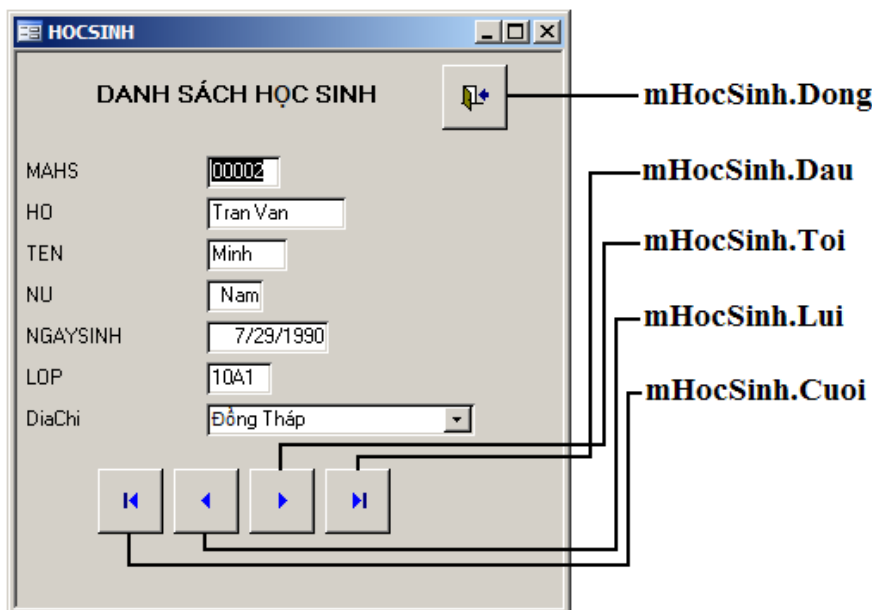 HOCSINH
DANH SÁCH HỌC SINH
mHocSinh.Dong
MAHS 00002
mHocSinh.Dau
HO Tran Van
TEN Minh
mHocSinh.Toi
NU Nam
mHocSinh.Lui
NGAYSINH 7/29/1990
LOP 10A1
mHocSinh.Cuoi
DiaChi Đồng Tháp